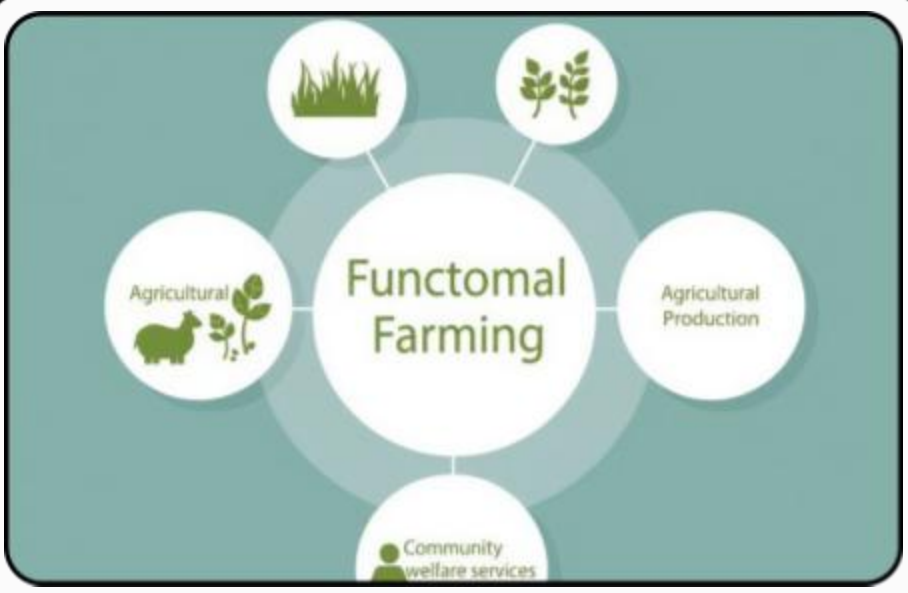 Functomal
Farming
Agricultural
Agricultural
Production
Community
welfare services